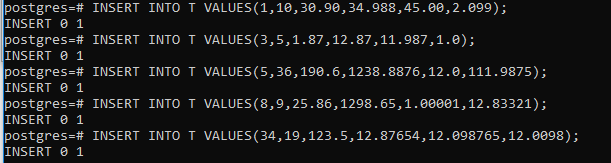 postgres=# INSERT INTO T VALUES(1,10,30.90,34.988,45.00,2.099);
INSERT 0 1
postgres=# INSERT INTO T VALUES(3,5,1.87,12.87,11.987,1.0);
INSERT 0 1
postgres=# INSERT INTO T VALUES(5,36,190.6,1238.8876,12.0,111.9875);
INSERT 0 1
postgres=# INSERT INTO T VALUES(8,9,25.86,1298.65,1.00001,12.83321);
INSERT 0 1
postgres=# INSERT INTO T VALUES(34,19,123.5,12.87654,12.098765,12.0098);
INSERT 0 1